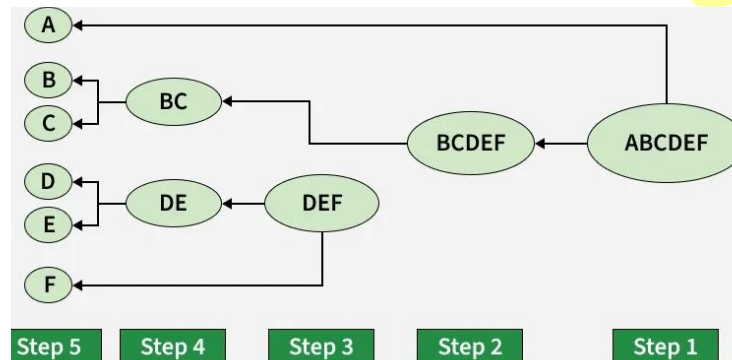 A
B
C
BC
BCDEF
ABCDEF
D
E
DE
DEF
F
Step 5
Step 4
Step 3
Step 2
Step 1